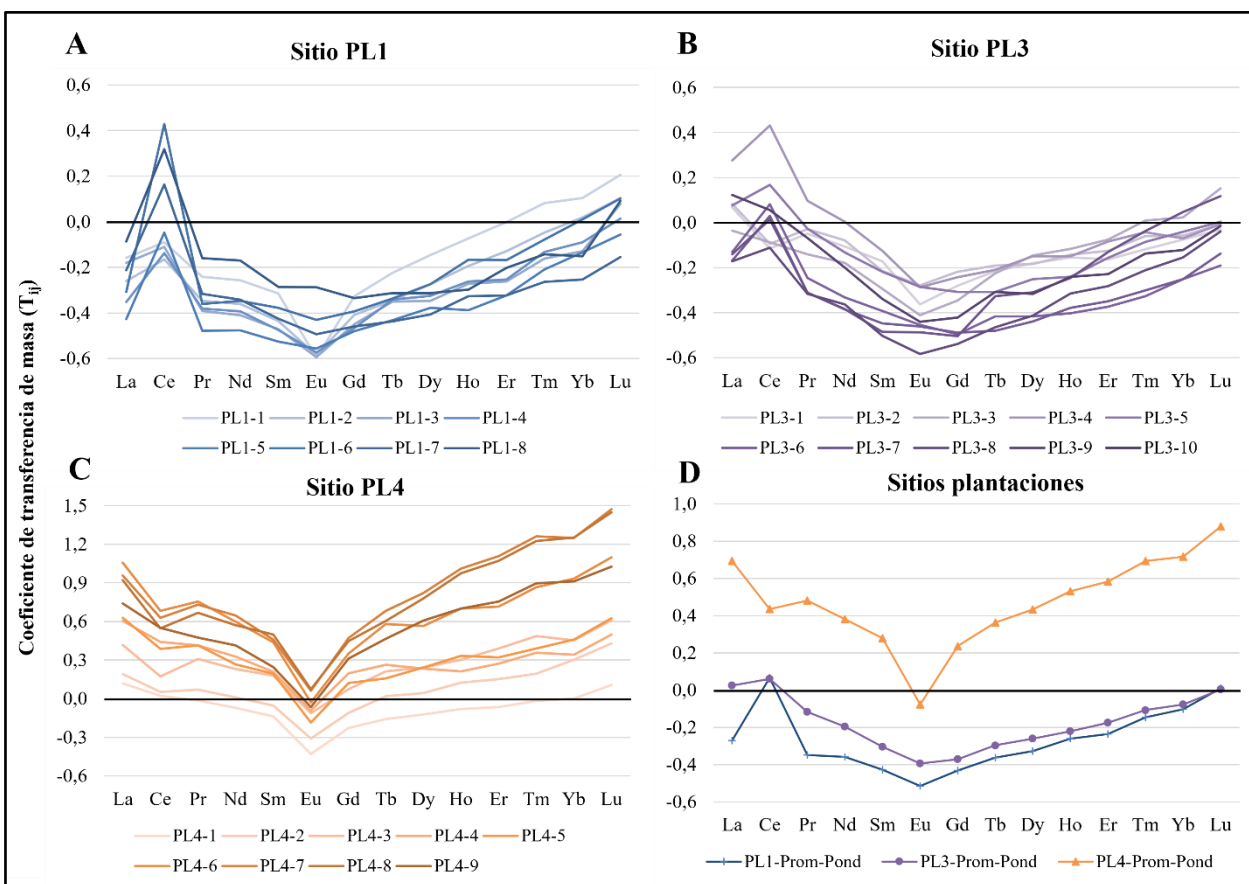 Coeficiente de transferencia de masa (Tij)
A
Sitio PL1
0,6
0,4
0,2
0,0
-0,2
-0,4
-0,6
La Ce Pr Nd Sm Eu Gd Tb Dy Ho Er Tm Yb Lu
PL1-1 PL1-2 PL1-3 PL1-4
PL1-5 PL1-6 PL1-7 PL1-8
B
Sitio PL3
0,6
0,4
0,2
0,0
-0,2
-0,4
-0,6
La Ce Pr Nd Sm Eu Gd Tb Dy Ho Er Tm Yb Lu
PL3-1 PL3-2 PL3-3 PL3-4 PL3-5
PL3-6 PL3-7 PL3-8 PL3-9 PL3-10
C
Sitio PL4
1,5
1,2
0,9
0,6
0,3
0,0
-0,3
-0,6
La Ce Pr Nd Sm Eu Gd Tb Dy Ho Er Tm Yb Lu
PL4-1 PL4-2 PL4-3 PL4-4 PL4-5
PL4-6 PL4-7 PL4-8 PL4-9
D
Sitios plantaciones
1,0
0,8
0,6
0,4
0,2
0,0
-0,2
-0,4
-0,6
La Ce Pr Nd Sm Eu Gd Tb Dy Ho Er Tm Yb Lu
PL1-Prom-Pond PL3-Prom-Pond PL4-Prom-Pond